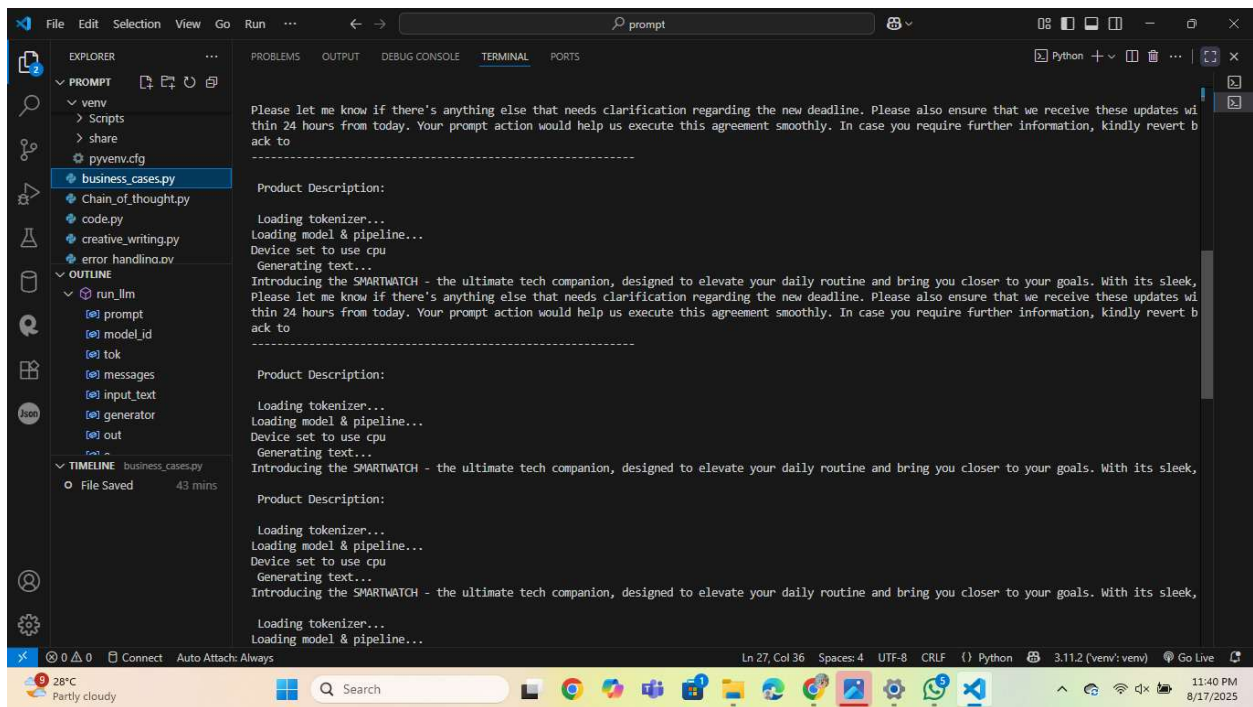 File Edit Selection View Go Run ... prompt
EXPLORER ...
PROMPT
venv
Scripts
share
pyvenv.cfg
business_cases.py
Chain_of_thought.py
code.py
creative_writing.py
error_handling.py
OUTLINE
run_llm
prompt
model_id
tok
messages
input_text
generator
out
TIMELINE business_cases.py
File Saved 43 mins
2
Json
PROBLEMS OUTPUT DEBUG CONSOLE TERMINAL PORTS Python ...
Please let me know if there's anything else that needs clarification regarding the new deadline. Please also ensure that we receive these updates wi
thin 24 hours from today. Your prompt action would help us execute this agreement smoothly. In case you require further information, kindly revert b
ack to
------------------------------------------------------------
Product Description:
Loading tokenizer...
Loading model & pipeline...
Device set to use cpu
Generating text...
Introducing the SMARTWATCH - the ultimate tech companion, designed to elevate your daily routine and bring you closer to your goals. With its sleek,
Please let me know if there's anything else that needs clarification regarding the new deadline. Please also ensure that we receive these updates wi
thin 24 hours from today. Your prompt action would help us execute this agreement smoothly. In case you require further information, kindly revert b
ack to
------------------------------------------------------------
Product Description:
Loading tokenizer...
Loading model & pipeline...
Device set to use cpu
Generating text...
Introducing the SMARTWATCH - the ultimate tech companion, designed to elevate your daily routine and bring you closer to your goals. With its sleek,
Product Description:
Loading tokenizer...
Loading model & pipeline...
Device set to use cpu
Generating text...
Introducing the SMARTWATCH - the ultimate tech companion, designed to elevate your daily routine and bring you closer to your goals. With its sleek,
Loading tokenizer...
Loading model & pipeline...
0 0 Connect Auto Attach: Always Ln 27, Col 36 Spaces: 4 UTF-8 CRLF {} Python 3.11.2 ('venv': venv) Go Live
9 28°C
Partly cloudy
Search
1
5
11:40 PM
8/17/2025